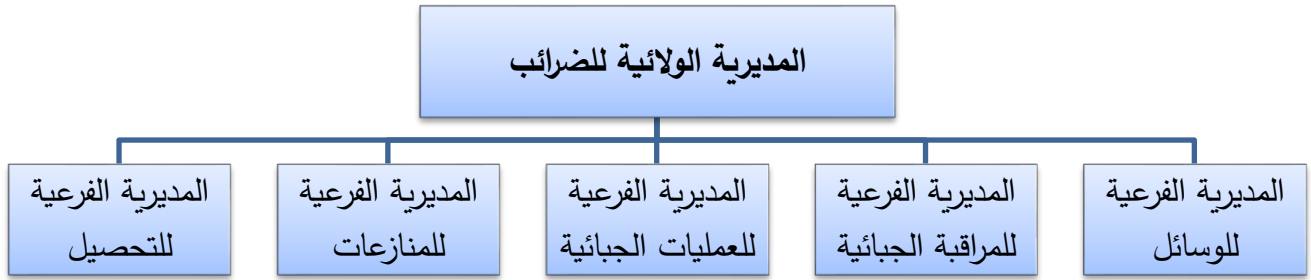 المديرية الولائية للضرائب
المديرية الفرعية
للوسائل
المديرية الفرعية
للمراقبة الجبائية
المديرية الفرعية
للعمليات الجبائية
المديرية الفرعية
للمنازعات
المديرية الفرعية
للتحصيل